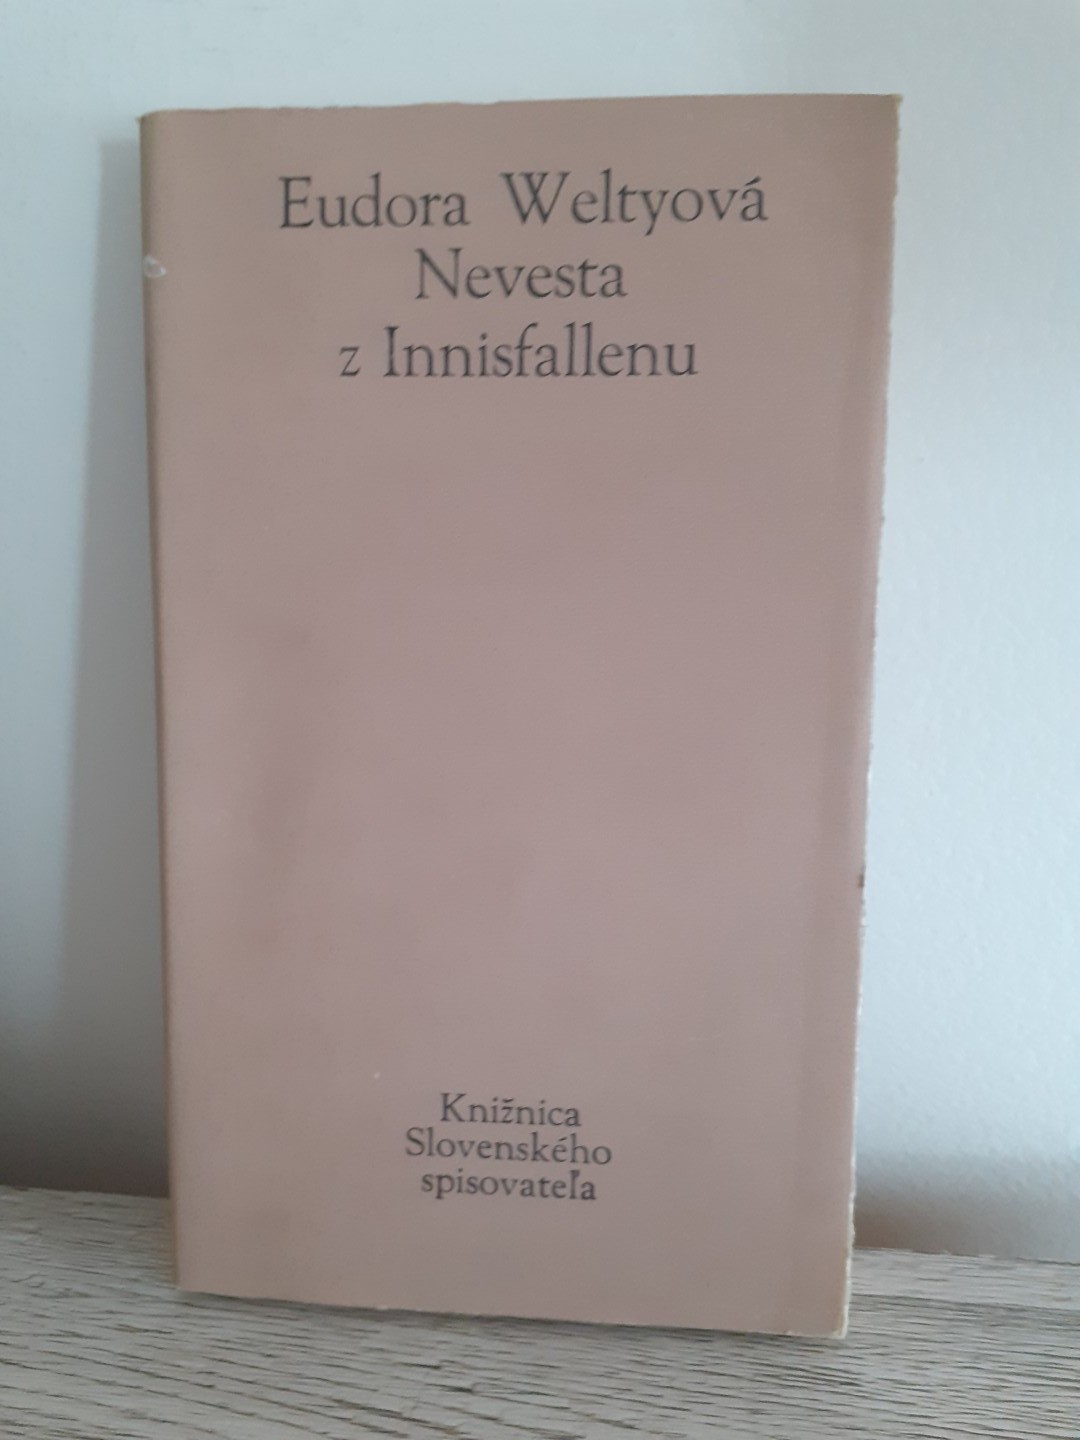 Eudora Weltyová
Nevesta
z Innisfallenu
Knižnica
Slovenského
spisovateľa